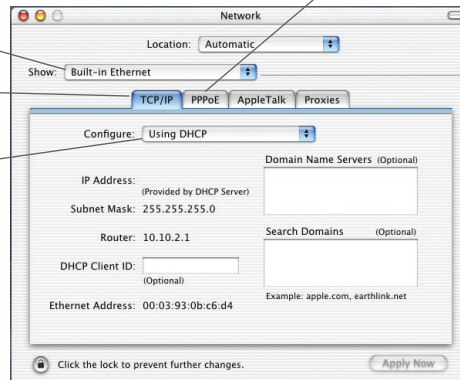 Network
Location: Automatic
Show: Built-in Ethernet
TCP/IP PPPoE AppleTalk Proxies
Configure: Using DHCP
Domain Name Servers (Optional)
IP Address:
(Provided by DHCP Server)
Subnet Mask: 255.255.255.0
Router: 10.10.2.1
Search Domains (Optional)
DHCP Client ID:
(Optional)
Example: apple.com, earthlink.net
Ethernet Address: 00:03:93:0b:c6:d4
Click the lock to prevent further changes.
Apply Now